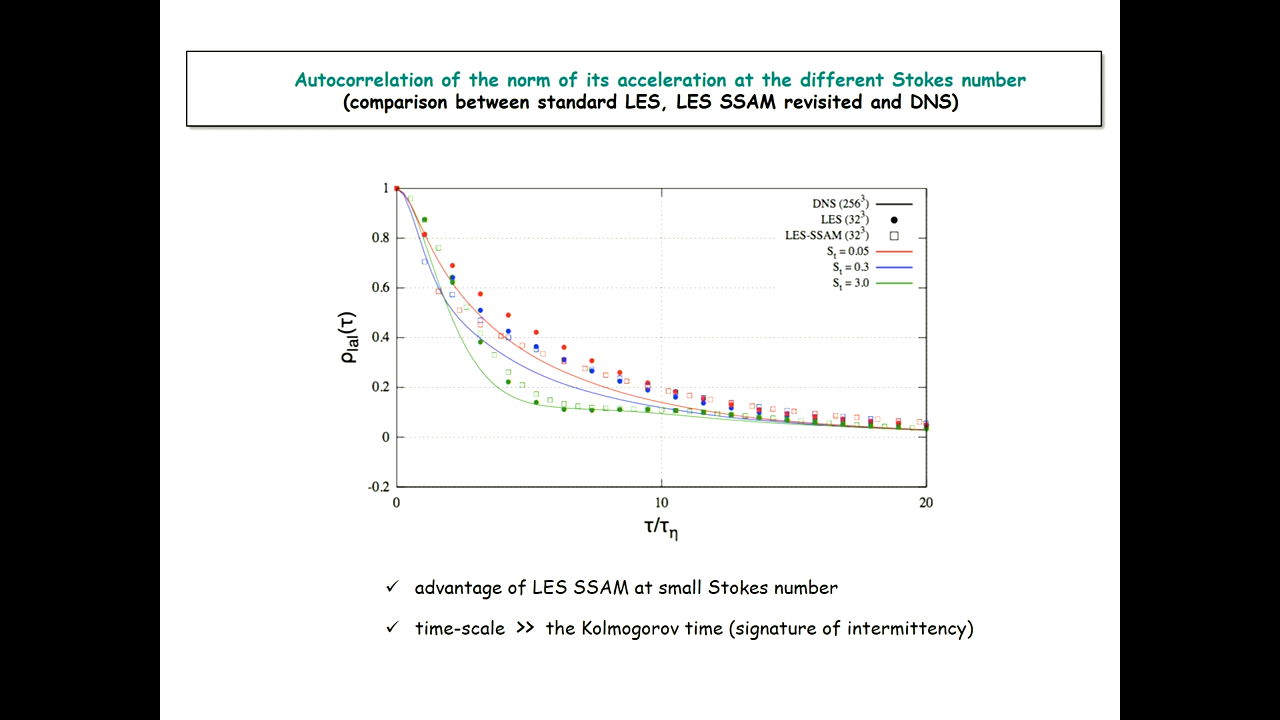 Autocorrelation of the norm of its acceleration at the different Stokes number
(comparison between standard LES, LES SSAM revisited and DNS)
DNS (256³)
LES (32³)
LES-SSAM (32³)
Sₜ = 0.05
Sₜ = 0.3
Sₜ = 3.0
1
0.8
0.6
0.4
0.2
0
-0.2
ρ|a|(τ)
0
10
20
τ/τη
✓ advantage of LES SSAM at small Stokes number
✓ time-scale >> the Kolmogorov time (signature of intermittency)